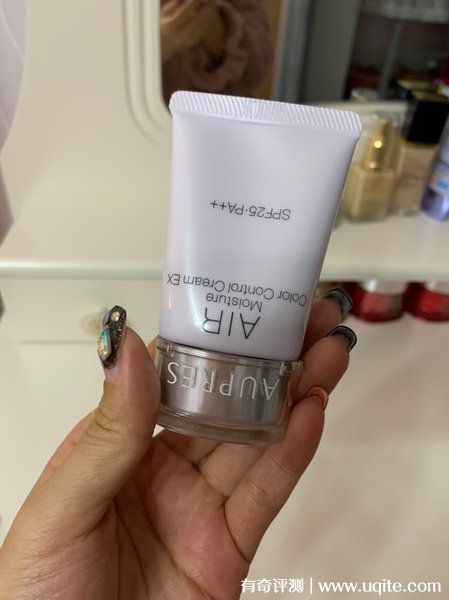 AUPRES
AIR
Moisture
Color Control Cream EX
SPF25·PA++
有奇评测 | www.uqite.com